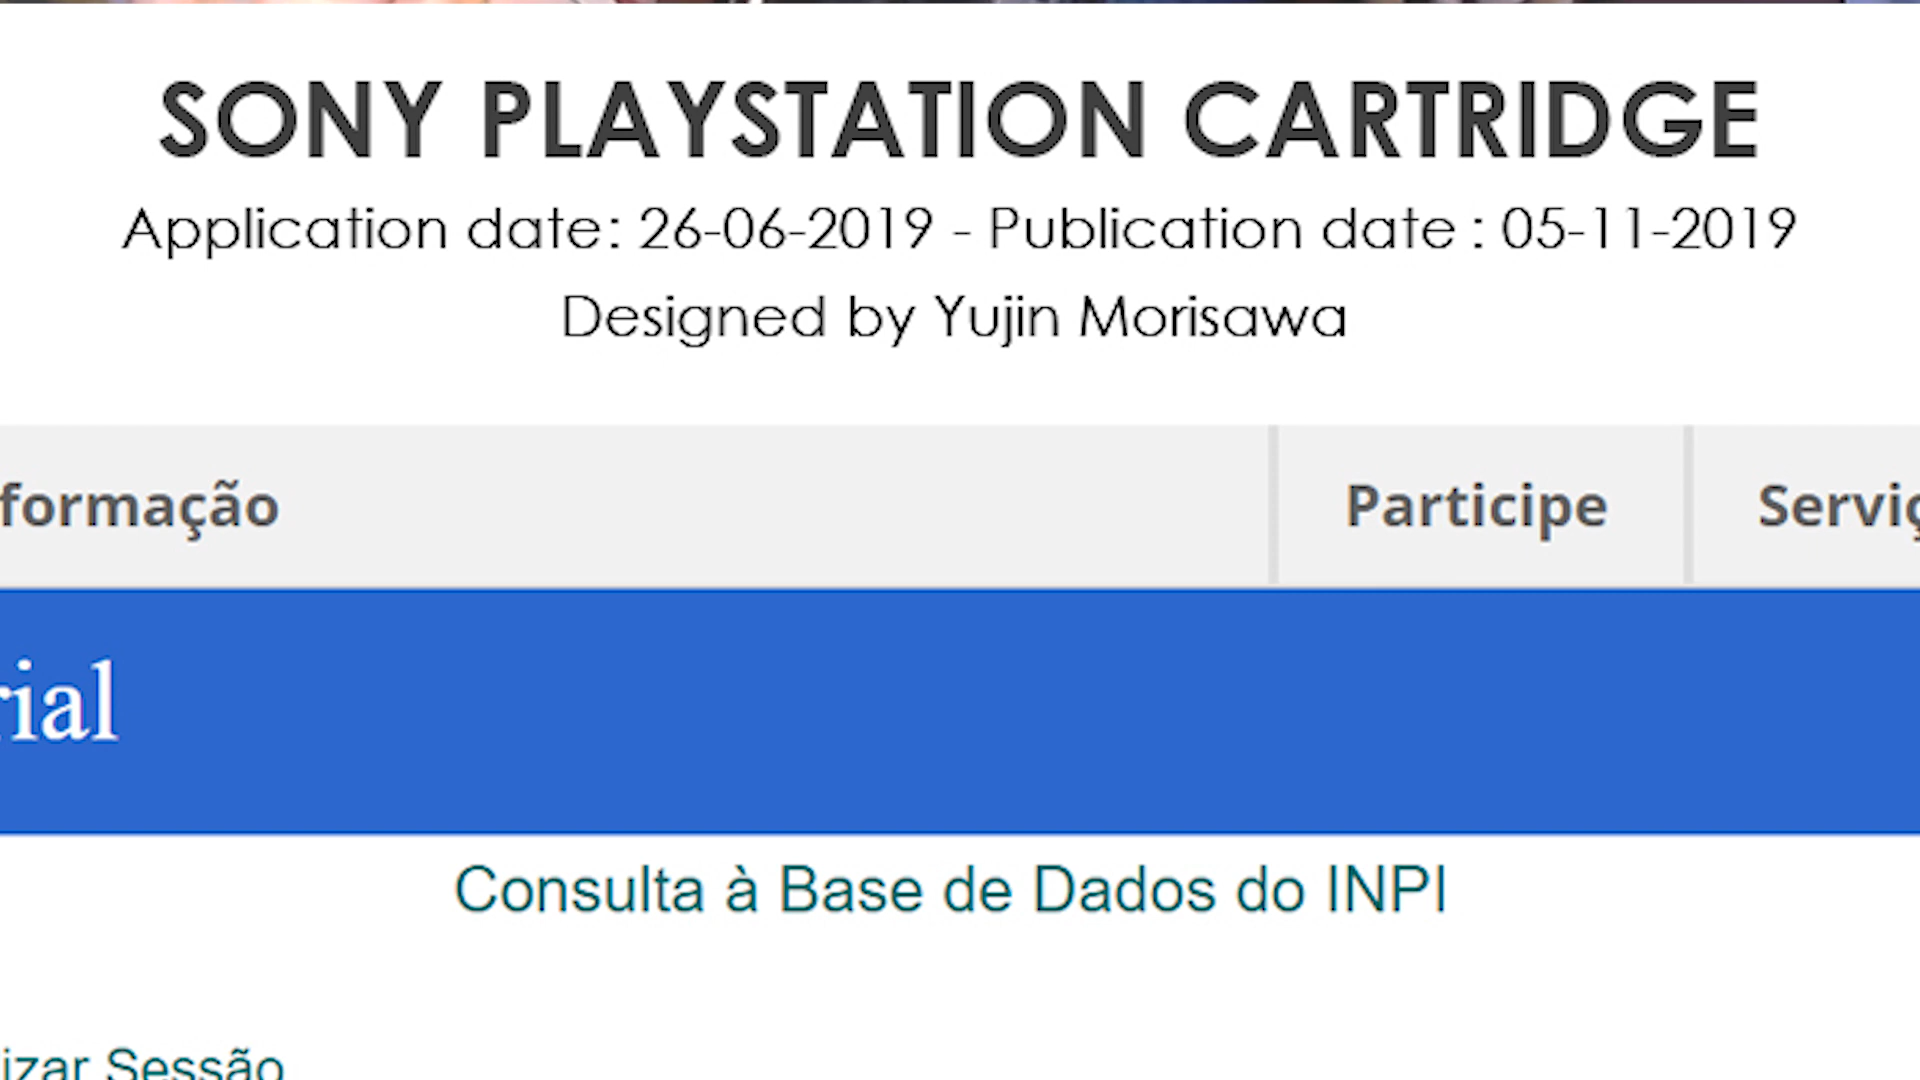 SONY PLAYSTATION CARTRIDGE
Application date: 26-06-2019 - Publication date : 05-11-2019
Designed by Yujin Morisawa
formação Participe Serviç
rial
Consulta à Base de Dados do INPI
izar Sessão